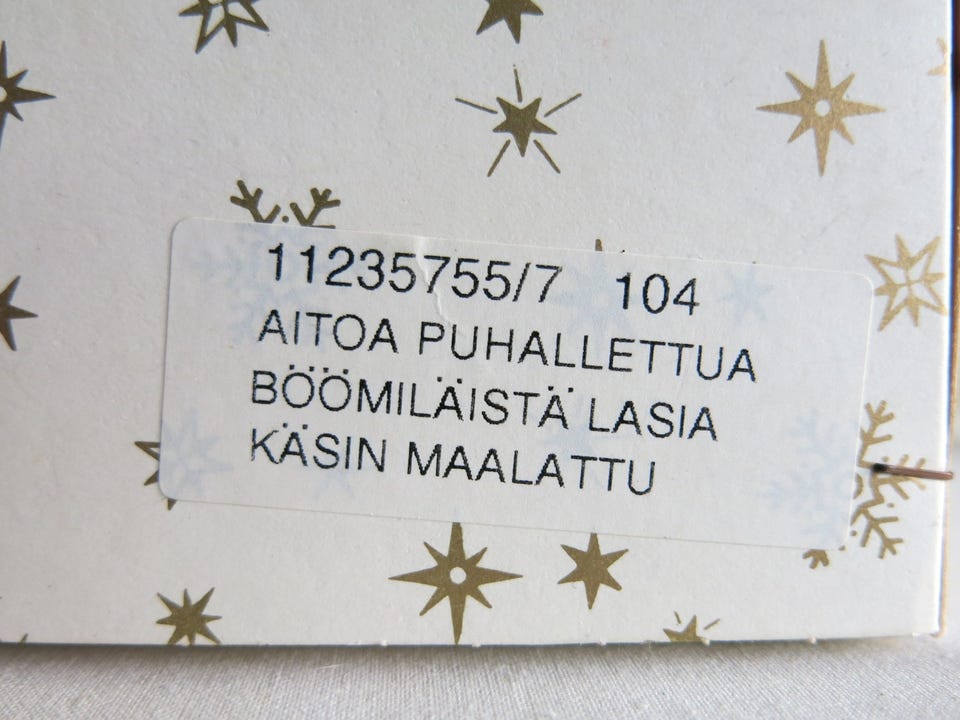 11235755/7 104
AITOA PUHALLETTUA
BÖÖMILÄISTÄ LASIA
KÄSIN MAALATTU